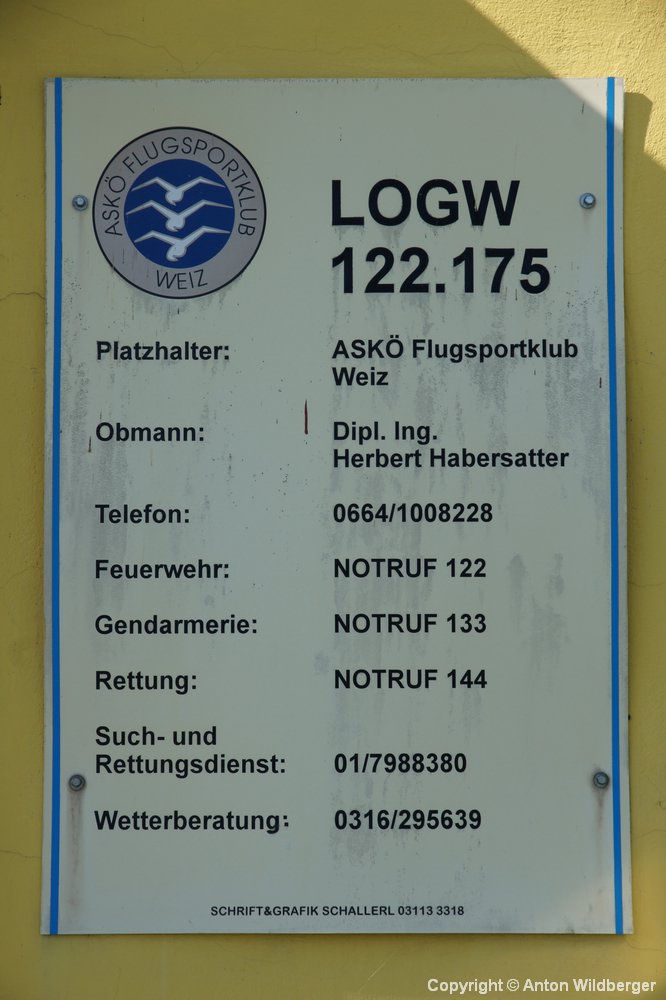 ASKÖ FLUGSPORTKLUB
WEIZ
LOGW
122.175
Platzhalter: ASKÖ Flugsportklub
Weiz
Obmann: Dipl. Ing.
Herbert Habersatter
Telefon: 0664/1008228
Feuerwehr: NOTRUF 122
Gendarmerie: NOTRUF 133
Rettung: NOTRUF 144
Such- und
Rettungsdienst: 01/7988380
Wetterberatung: 0316/295639
SCHRIFT&GRAFIK SCHALLERL 03113 3318
Copyright © Anton Wildberger